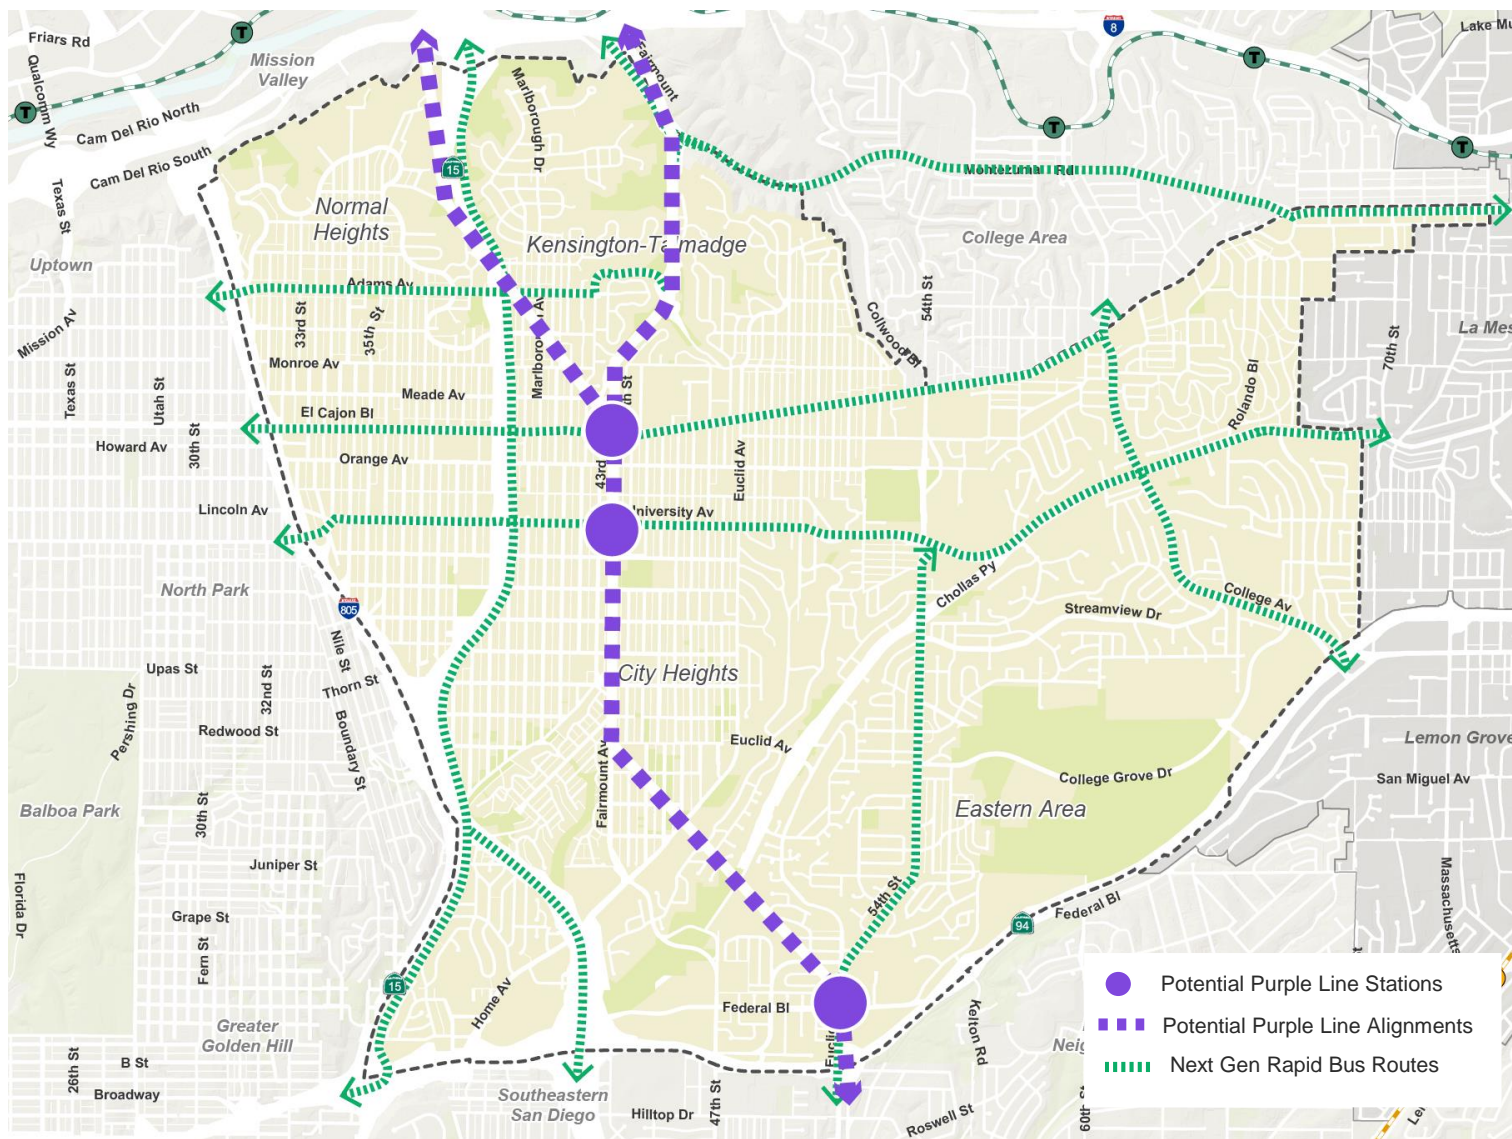 Friars Rd
Qualcomm Wy
Mission
Valley
Cam Del Rio North
Cam Del Rio South
Texas St
Uptown
Mission Av
Texas St
Utah St
30th St
Howard Av
Lincoln Av
North Park
805
Nile St
Upas St
Thorn St
32nd St
Pershing Dr
Redwood St
Boundary St
Balboa Park
30th St
Juniper St
Florida Dr
Grape St
Fern St
15
Greater
Golden Hill
26th St
B St
Broadway
T
T
T
T
T
8
Lake
Fairmount
Marlborough Dr
15
Normal
Heights
Kensington-Talmadge
Adams Av
33rd St
35th St
Monroe Av
Meade Av
El Cajon Bl
Orange Av
43rd
Euclid Av
University Av
Montezuma Rd
College Area
54th St
Collwood Bl
Rolando Bl
70th St
La
Chollas Py
Streamview Dr
College Av
City Heights
Euclid Av
Fairmount Av
College Grove Dr
Eastern Area
Lemon Grove
San Miguel Av
Massachusetts
54th St
Federal Bl
94
Home Av
Federal Bl
Kelton Rd
Southeastern
San Diego
Hilltop Dr
47th St
Roswell St
60th
Potential Purple Line Stations
Potential Purple Line Alignments
Next Gen Rapid Bus Routes